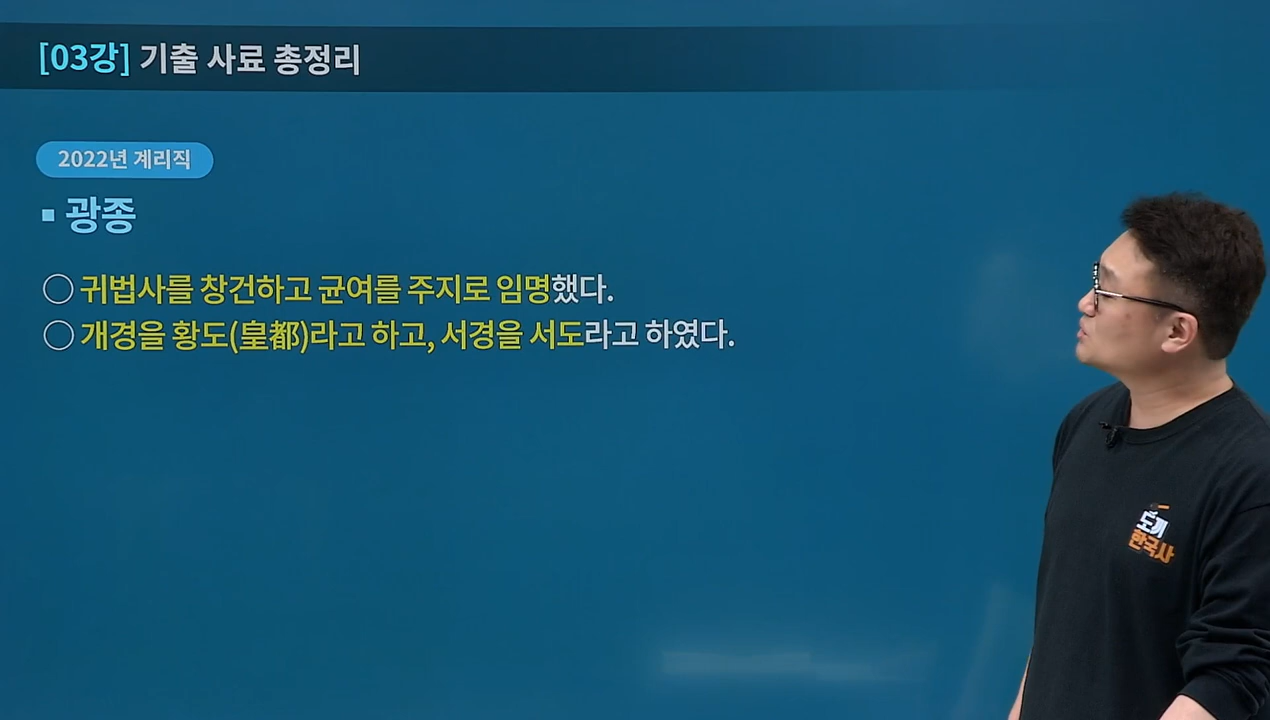 [03강] 기출 사료 총정리
2022년 계리직
▪ 광종
○ 귀법사를 창건하고 균여를 주지로 임명했다.
○ 개경을 황도(皇都)라고 하고, 서경을 서도라고 하였다.
도끼
한국사